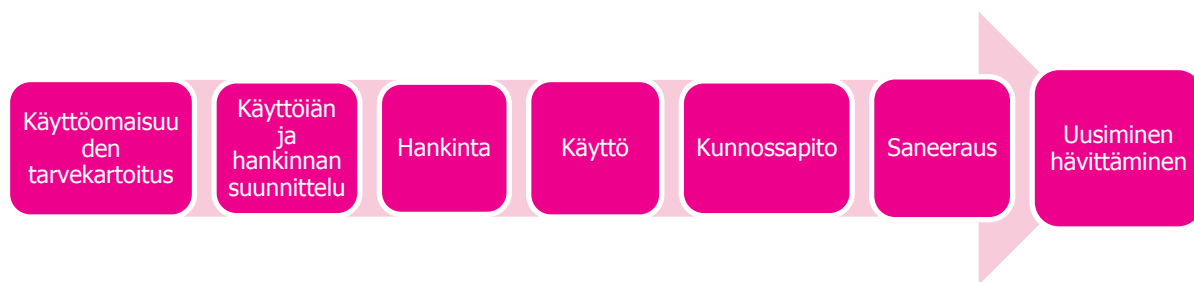 Käyttöomaisuu
den
tarvekartoitus
Käyttöiän
ja
hankinnan
suunnittelu
Hankinta
Käyttö
Kunnossapito
Saneeraus
Uusiminen
hävittäminen